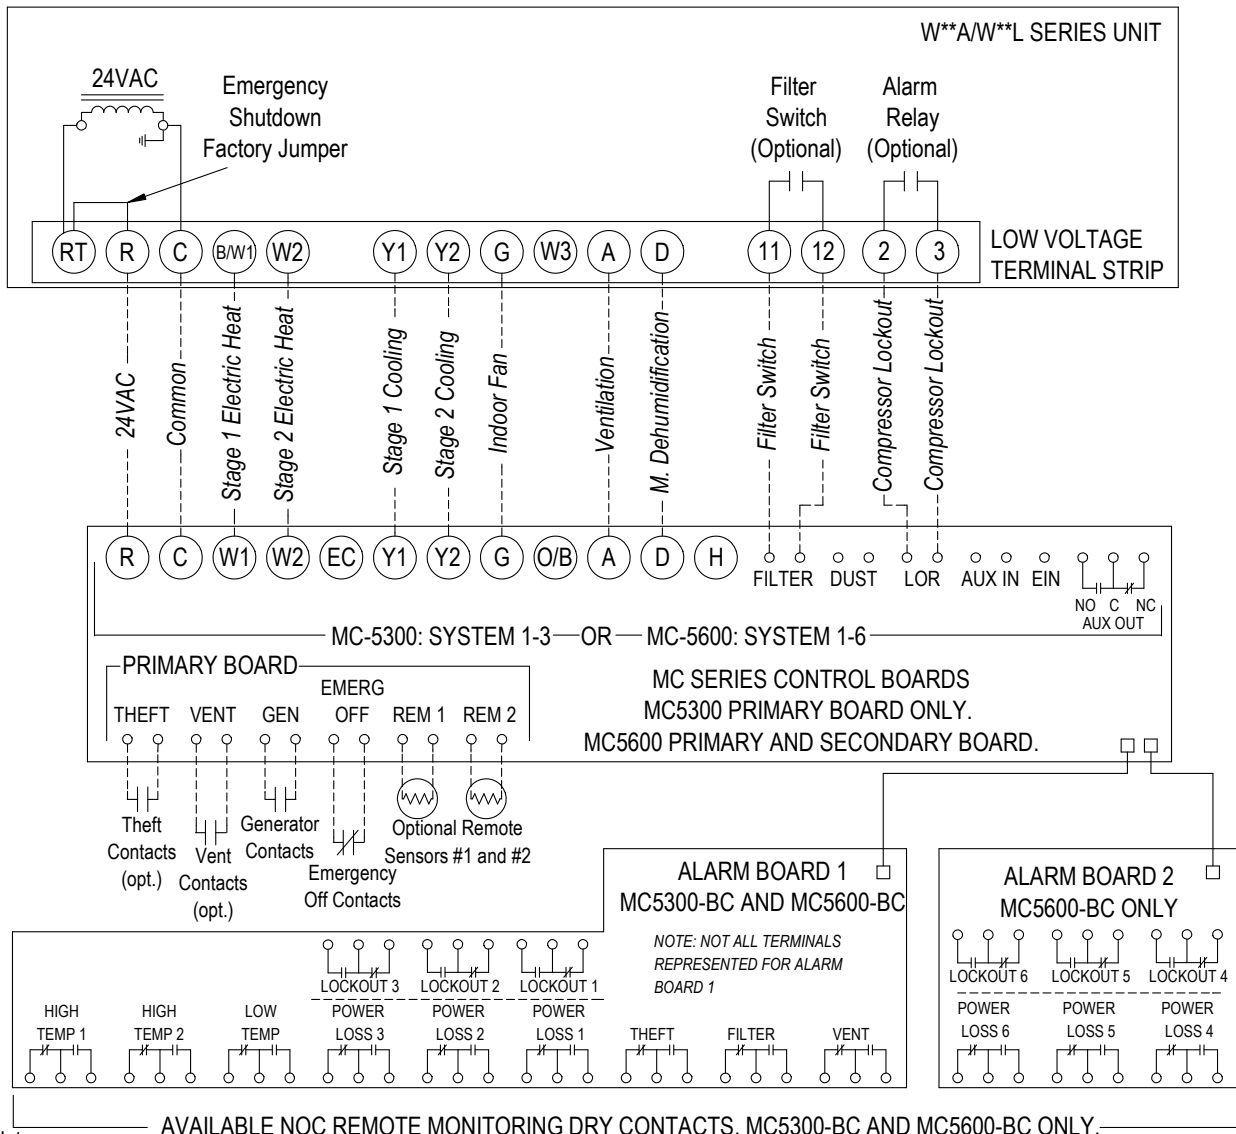 W**A/W**L SERIES UNIT
24VAC
Emergency
Shutdown
Factory Jumper
Filter
Switch
(Optional)
Alarm
Relay
(Optional)
RT R C B/W1 W2 Y1 Y2 G W3 A D 11 12 2 3
LOW VOLTAGE
TERMINAL STRIP
24VAC
Common
Stage 1 Electric Heat
Stage 2 Electric Heat
Stage 1 Cooling
Stage 2 Cooling
Indoor Fan
Ventilation
M. Dehumidification
Filter Switch
Filter Switch
Compressor Lockout
Compressor Lockout
R C W1 W2 EC Y1 Y2 G O/B A D H
FILTER DUST LOR AUX IN EIN
NO C NC
AUX OUT
MC-5300: SYSTEM 1-3 OR MC-5600: SYSTEM 1-6
PRIMARY BOARD
MC SERIES CONTROL BOARDS
MC5300 PRIMARY BOARD ONLY.
MC5600 PRIMARY AND SECONDARY BOARD.
THEFT VENT GEN
EMERG
OFF
REM 1 REM 2
Theft
Contacts
(opt.)
Vent
Contacts
(opt.)
Generator
Contacts
Emergency
Off Contacts
Optional Remote
Sensors #1 and #2
ALARM BOARD 1
MC5300-BC AND MC5600-BC
NOTE: NOT ALL TERMINALS
REPRESENTED FOR ALARM
BOARD 1
LOCKOUT 3 LOCKOUT 2 LOCKOUT 1
HIGH
TEMP 1
HIGH
TEMP 2
LOW
TEMP
POWER
LOSS 3
POWER
LOSS 2
POWER
LOSS 1
THEFT FILTER VENT
ALARM BOARD 2
MC5600-BC ONLY
LOCKOUT 6 LOCKOUT 5 LOCKOUT 4
POWER
LOSS 6
POWER
LOSS 5
POWER
LOSS 4
AVAILABLE NOC REMOTE MONITORING DRY CONTACTS. MC5300-BC AND MC5600-BC ONLY.